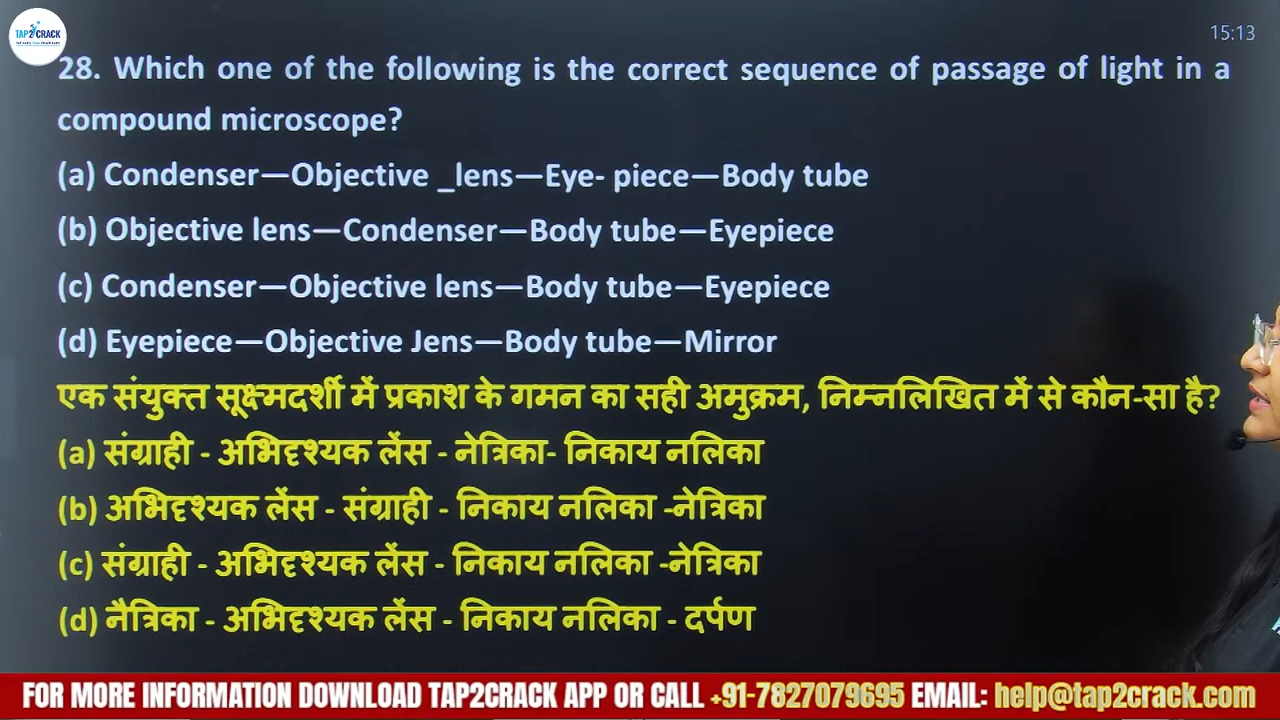 TAP2CRACK
15:13
28. Which one of the following is the correct sequence of passage of light in a
compound microscope?
(a) Condenser—Objective _lens—Eye- piece—Body tube
(b) Objective lens—Condenser—Body tube—Eyepiece
(c) Condenser—Objective lens—Body tube—Eyepiece
(d) Eyepiece—Objective Jens—Body tube—Mirror
एक संयुक्त सूक्ष्मदर्शी में प्रकाश के गमन का सही अमुक्रम, निम्नलिखित में से कौन-सा है?
(a) संग्राही - अभिदृश्यक लेंस - नेत्रिका- निकाय नलिका
(b) अभिदृश्यक लेंस - संग्राही - निकाय नलिका -नेत्रिका
(c) संग्राही - अभिदृश्यक लेंस - निकाय नलिका -नेत्रिका
(d) नैत्रिका - अभिदृश्यक लेंस - निकाय नलिका - दर्पण
FOR MORE INFORMATION DOWNLOAD TAP2CRACK APP OR CALL +91-7827079695 EMAIL: help@tap2crack.com